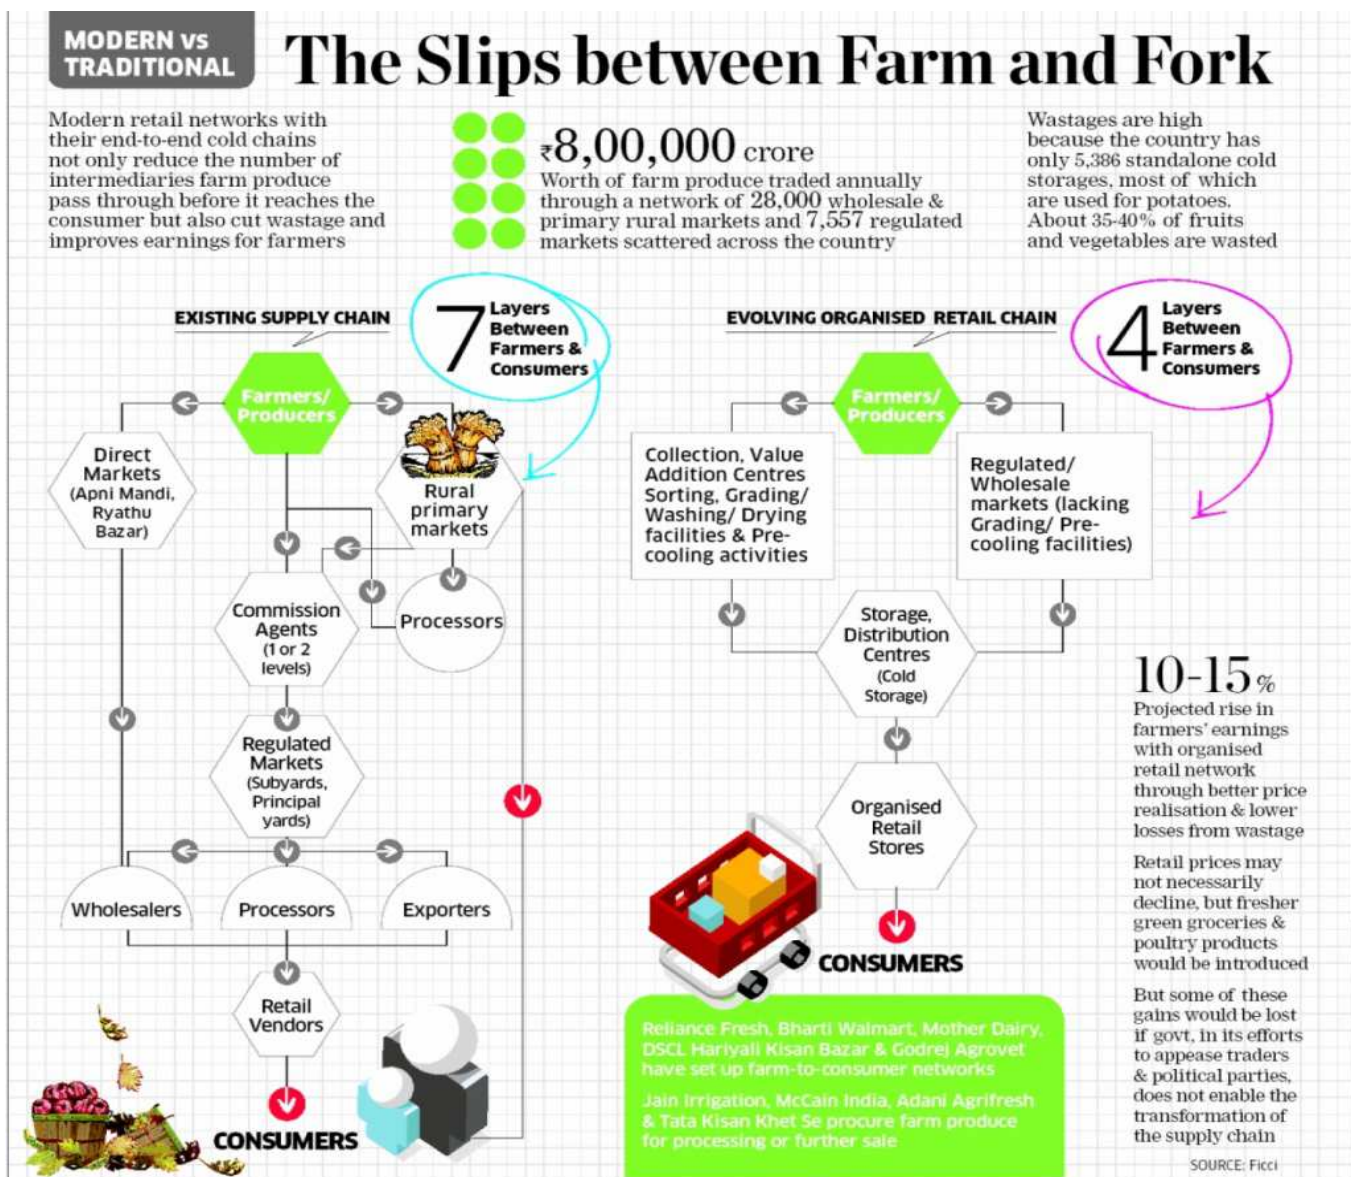 MODERN vs
TRADITIONAL
The Slips between Farm and Fork
Modern retail networks with
their end-to-end cold chains
not only reduce the number of
intermediaries farm produce
pass through before it reaches the
consumer but also cut wastage and
improves earnings for farmers
₹8,00,000 crore
Worth of farm produce traded annually
through a network of 28,000 wholesale &
primary rural markets and 7,557 regulated
markets scattered across the country
Wastages are high
because the country has
only 5,386 standalone cold
storages, most of which
are used for potatoes.
About 35-40% of fruits
and vegetables are wasted
EXISTING SUPPLY CHAIN
7 Layers
Between
Farmers &
Consumers
Farmers/
Producers
Direct
Markets
(Apni Mandi,
Ryathu
Bazar)
Rural
primary
markets
Commission
Agents
(1 or 2
levels)
Processors
Regulated
Markets
(Subyards,
Principal
yards)
Wholesalers
Processors
Exporters
Retail
Vendors
CONSUMERS
EVOLVING ORGANISED RETAIL CHAIN
4 Layers
Between
Farmers &
Consumers
Farmers/
Producers
Collection, Value
Addition Centres
Sorting, Grading/
Washing/ Drying
facilities & Pre-
cooling activities
Regulated/
Wholesale
markets (lacking
Grading/ Pre-
cooling facilities)
Storage,
Distribution
Centres
(Cold
Storage)
Organised
Retail
Stores
CONSUMERS
Reliance Fresh, Bharti Walmart, Mother Dairy,
DSCL Hariyali Kisan Bazar & Godrej Agrovet
have set up farm-to-consumer networks
Jain Irrigation, McCain India, Adani Agrifresh
& Tata Kisan Khet Se procure farm produce
for processing or further sale
10-15%
Projected rise in
farmers' earnings
with organised
retail network
through better price
realisation & lower
losses from wastage
Retail prices may
not necessarily
decline, but fresher
green groceries &
poultry products
would be introduced
But some of these
gains would be lost
if govt, in its efforts
to appease traders
& political parties,
does not enable the
transformation of
the supply chain
SOURCE: Ficci